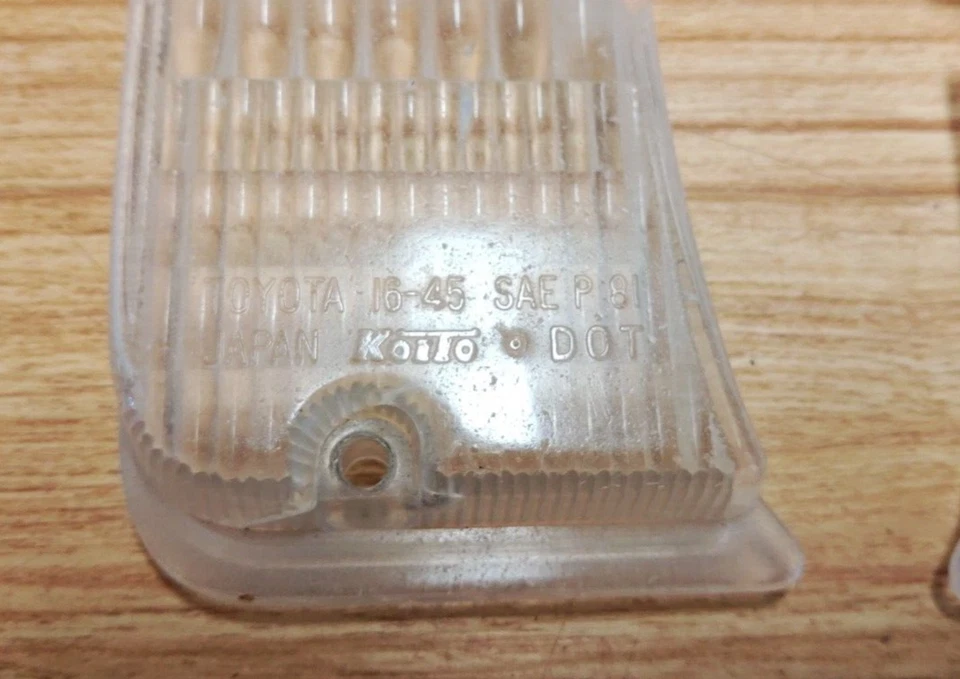 TOYOTA 16-45 SAE P 81
JAPAN KOITO DOT